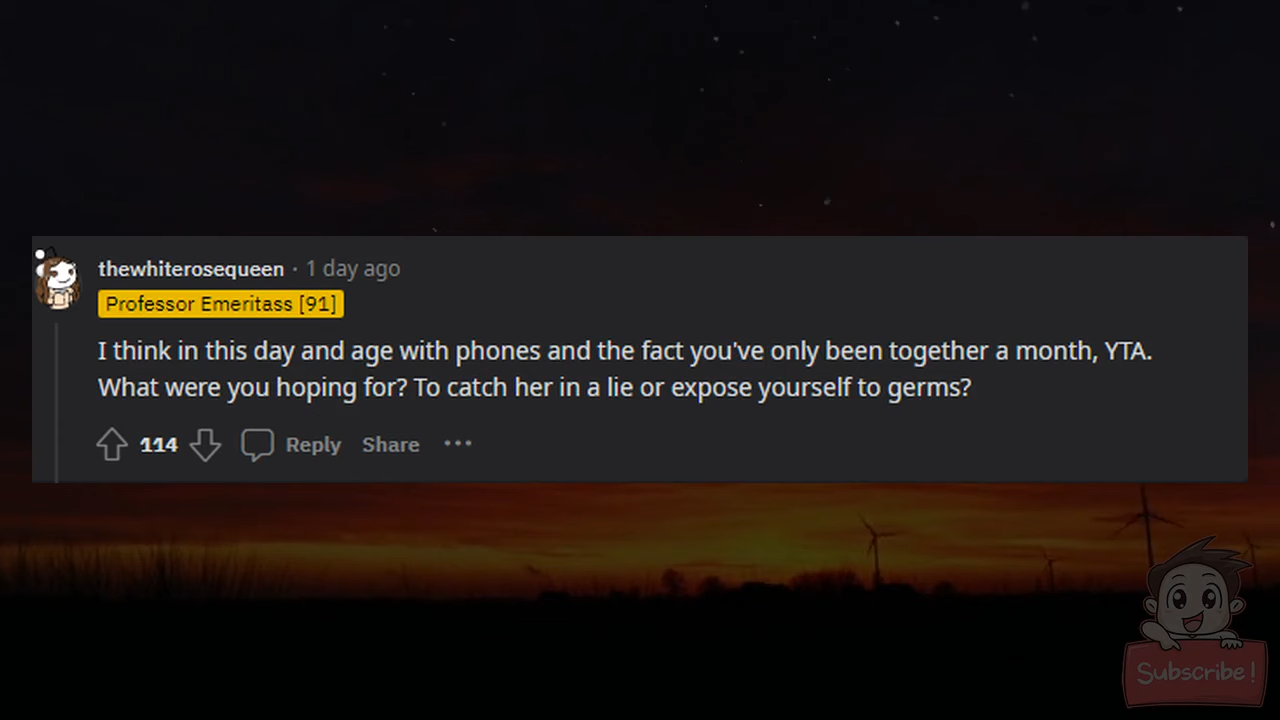 thewhiterosequeen · 1 day ago
Professor Emeritass [91]
I think in this day and age with phones and the fact you've only been together a month, YTA.
What were you hoping for? To catch her in a lie or expose yourself to germs?
114 Reply Share ···
Subscribe!